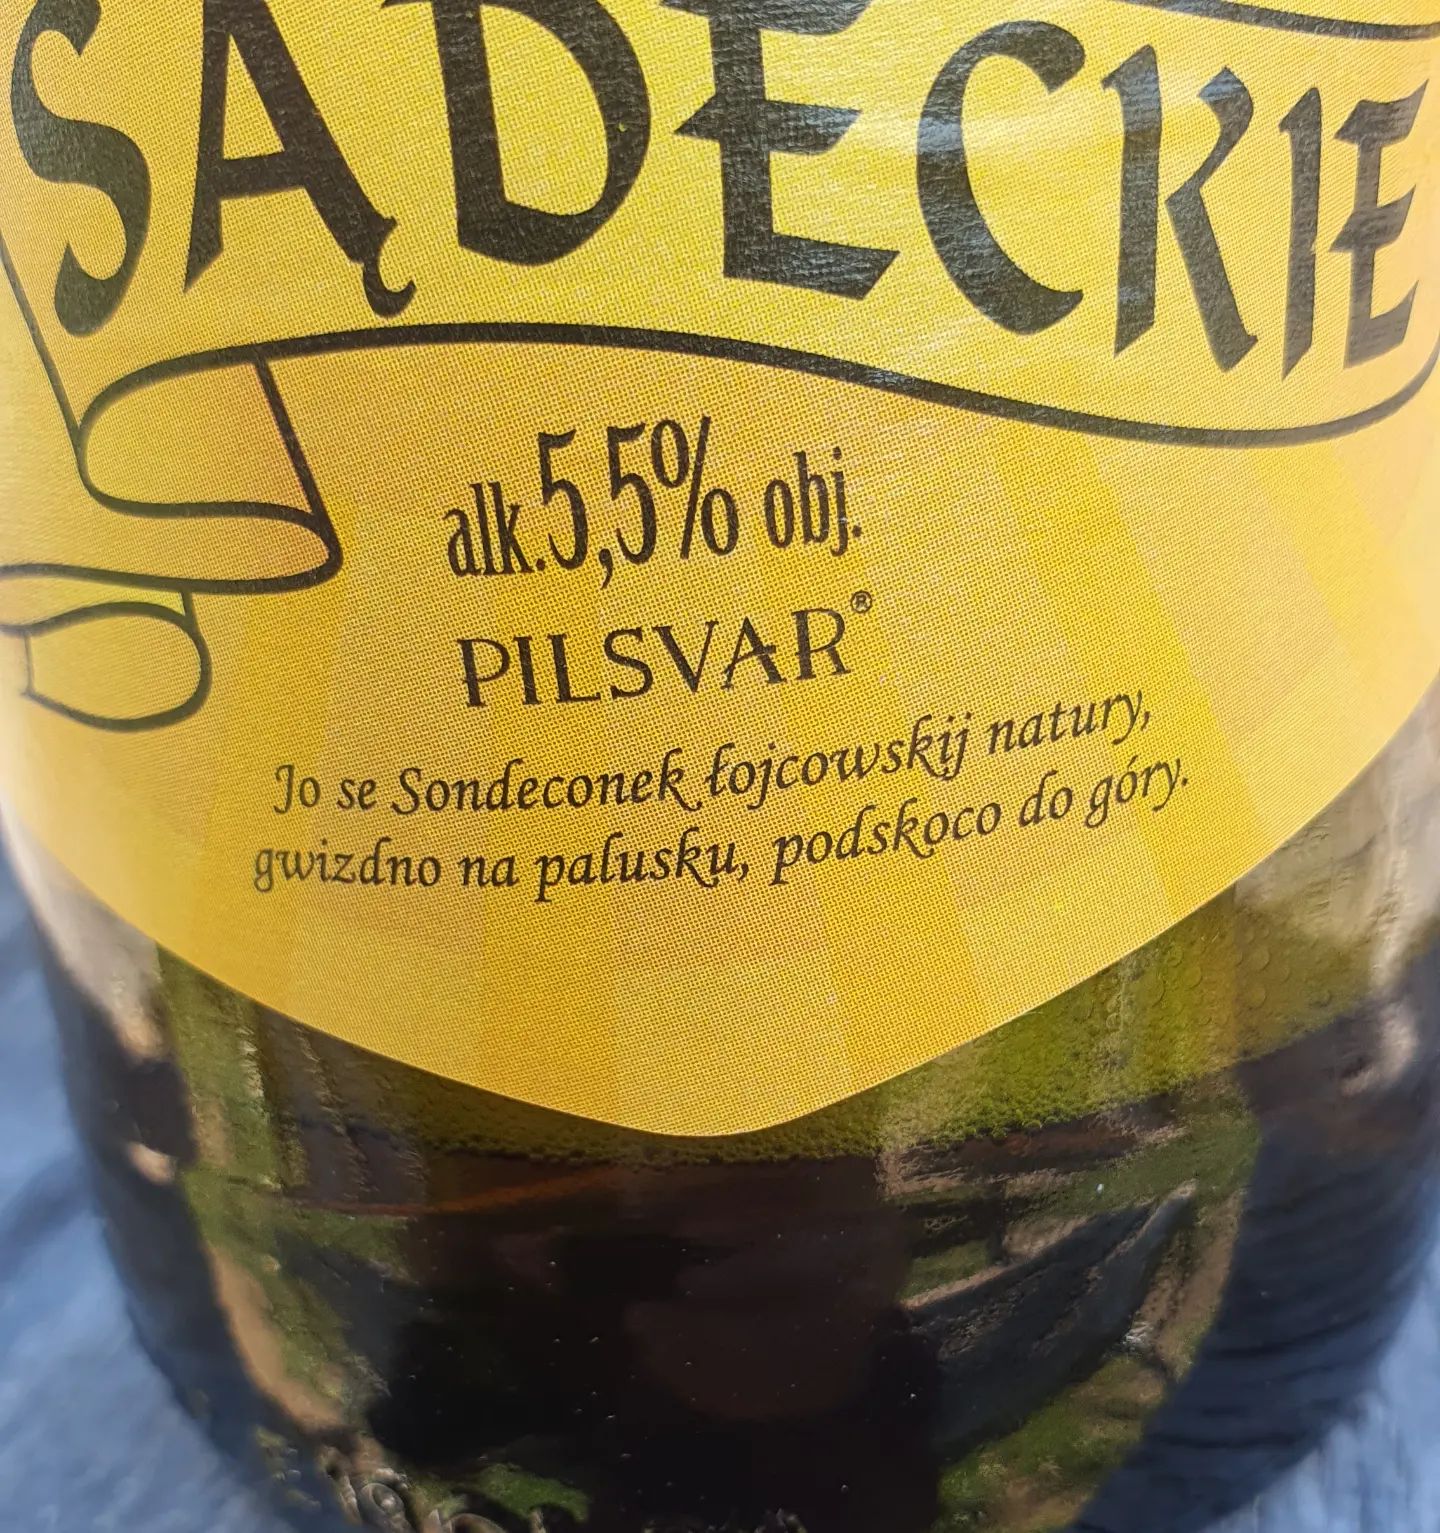 SĄDECKIE
alk.5,5% obj.
PILSVAR®
Jo se Sondeconek łojcowskij natury,
gwizdno na palusku, podskoco do góry.